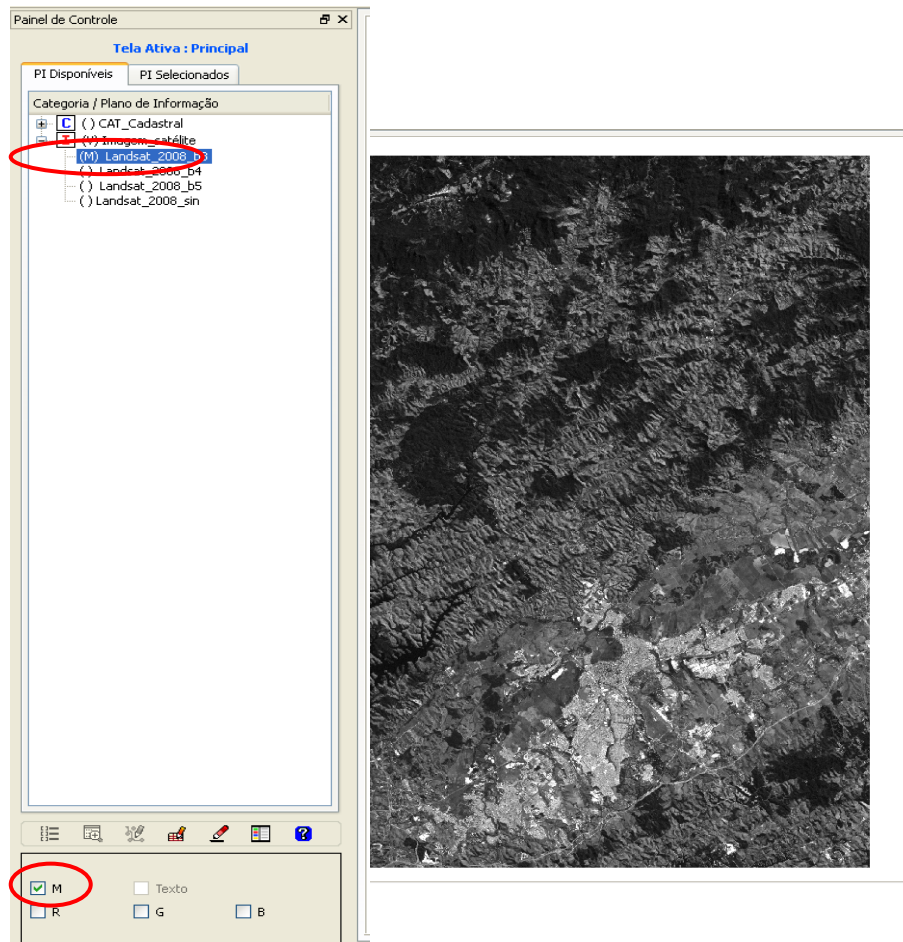 Painel de Controle
Tela Ativa : Principal
PI Disponíveis PI Selecionados
Categoria / Plano de Informação
C ( ) CAT_Cadastral
I (V) Imagem_satélite
(M) Landsat_2008_b3
( ) Landsat_2008_b4
( ) Landsat_2008_b5
( ) Landsat_2008_sin
?
M Texto
R G B